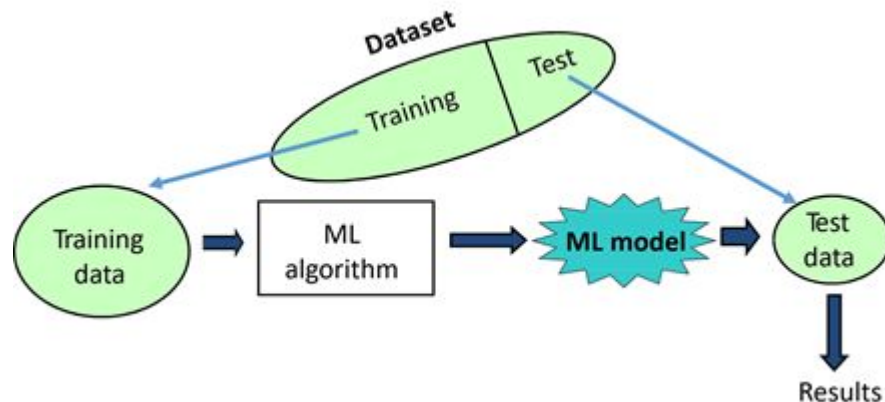 Dataset
Training
Test
Training
data
ML
algorithm
ML model
Test
data
Results